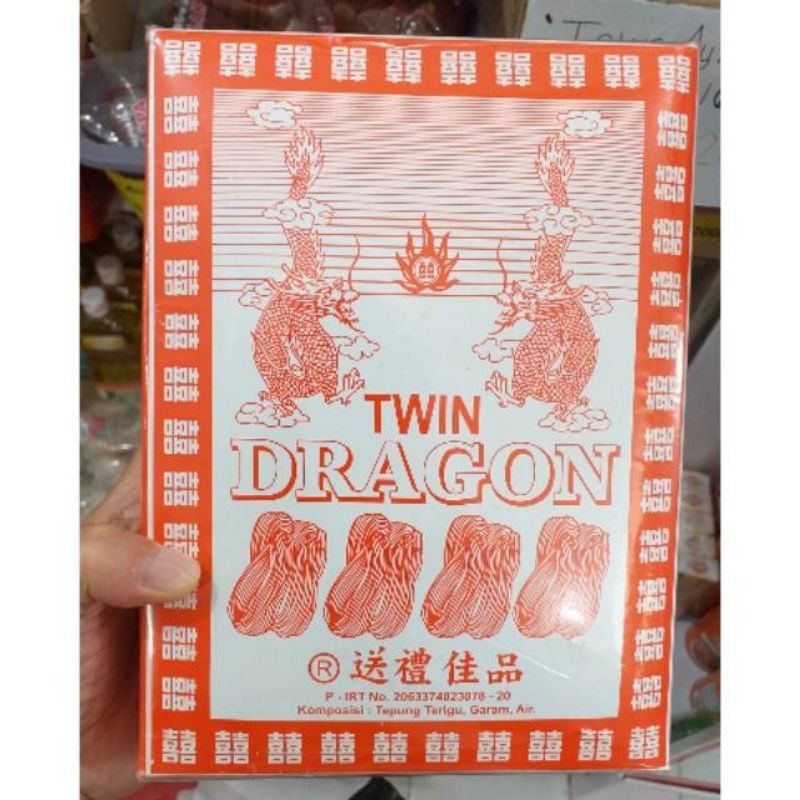 TWIN
DRAGON
® 送禮佳品
P - IRT No. 2063374823078 - 20
Komposisi : Tepung Terigu, Garam, Air.